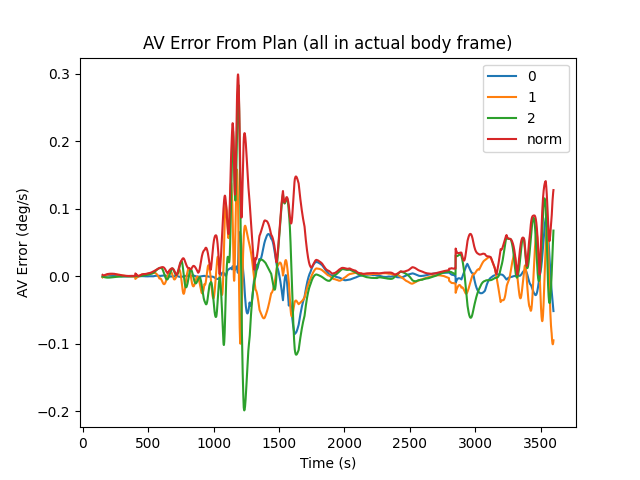 AV Error From Plan (all in actual body frame)
0
1
2
norm
AV Error (deg/s)
0.3
0.2
0.1
0.0
−0.1
−0.2
0 500 1000 1500 2000 2500 3000 3500
Time (s)